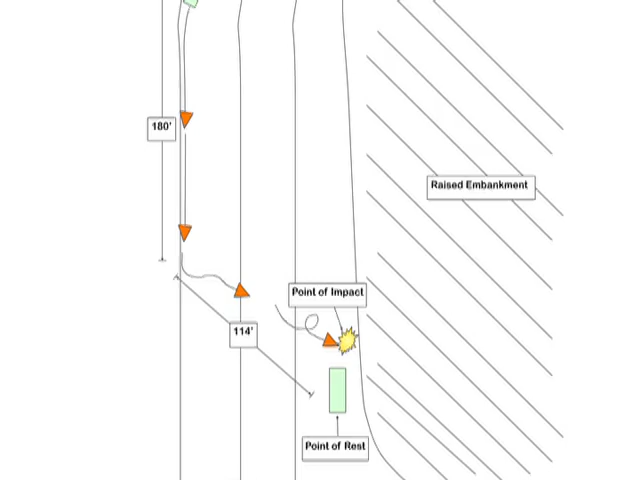 180'
Raised Embankment
Point of Impact
114'
Point of Rest